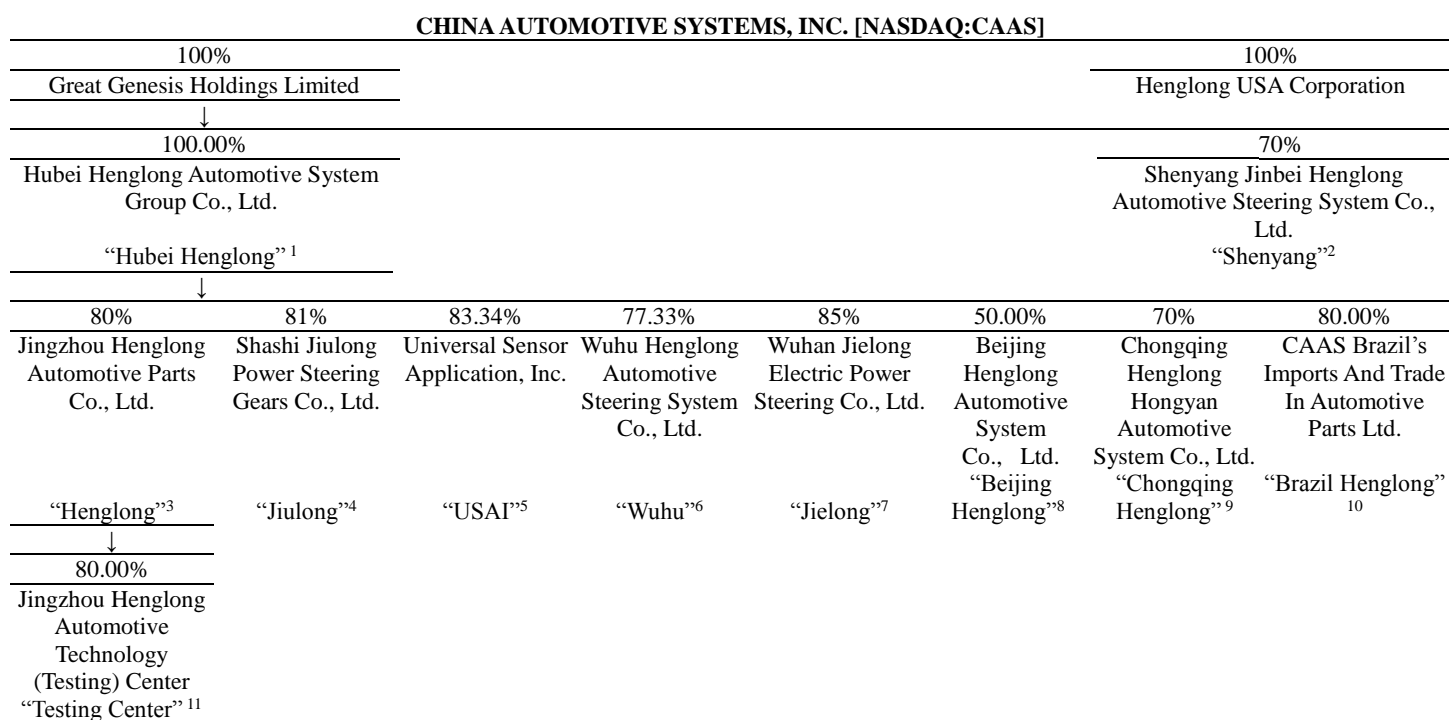 CHINA AUTOMOTIVE SYSTEMS, INC. [NASDAQ:CAAS]
100% 100%
Great Genesis Holdings Limited Henglong USA Corporation
↓
100.00% 70%
Hubei Henglong Automotive System Shenyang Jinbei Henglong
Group Co., Ltd. Automotive Steering System Co.,
Ltd.
“Hubei Henglong” 1 “Shenyang”2
↓
80% 81% 83.34% 77.33% 85% 50.00% 70% 80.00%
Jingzhou Henglong Shashi Jiulong Universal Sensor Wuhu Henglong Wuhan Jielong Beijing Chongqing CAAS Brazil’s
Automotive Parts Power Steering Application, Inc. Automotive Electric Power Henglong Henglong Imports And Trade
Co., Ltd. Gears Co., Ltd. Steering System Steering Co., Ltd. Automotive Hongyan In Automotive
Co., Ltd. System Automotive Parts Ltd.
Co., Ltd. System Co., Ltd.
“Beijing “Chongqing “Brazil Henglong”
“Henglong”3 “Jiulong”4 “USAI”5 “Wuhu”6 “Jielong”7 Henglong”8 Henglong” 9 10
↓
80.00%
Jingzhou Henglong
Automotive
Technology
(Testing) Center
“Testing Center” 11